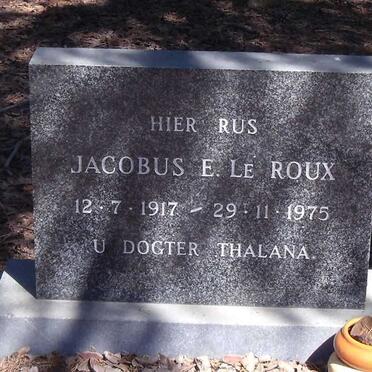 HIER RUS
JACOBUS E. LE ROUX
12·7·1917 – 29·11·1975
U DOGTER THALANA.